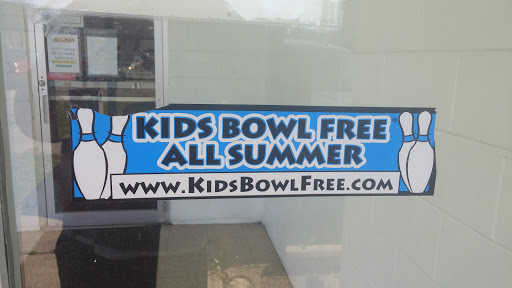 KIDS BOWL FREE®
ALL SUMMER
WWW.KIDSBOWLFREE.COM